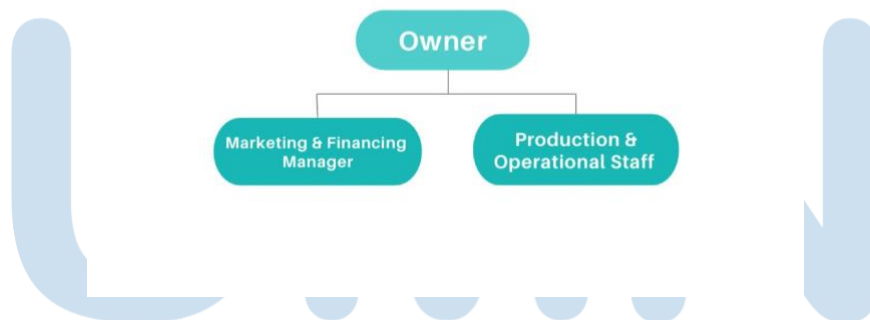 Owner
Marketing & Financing
Manager
Production &
Operational Staff